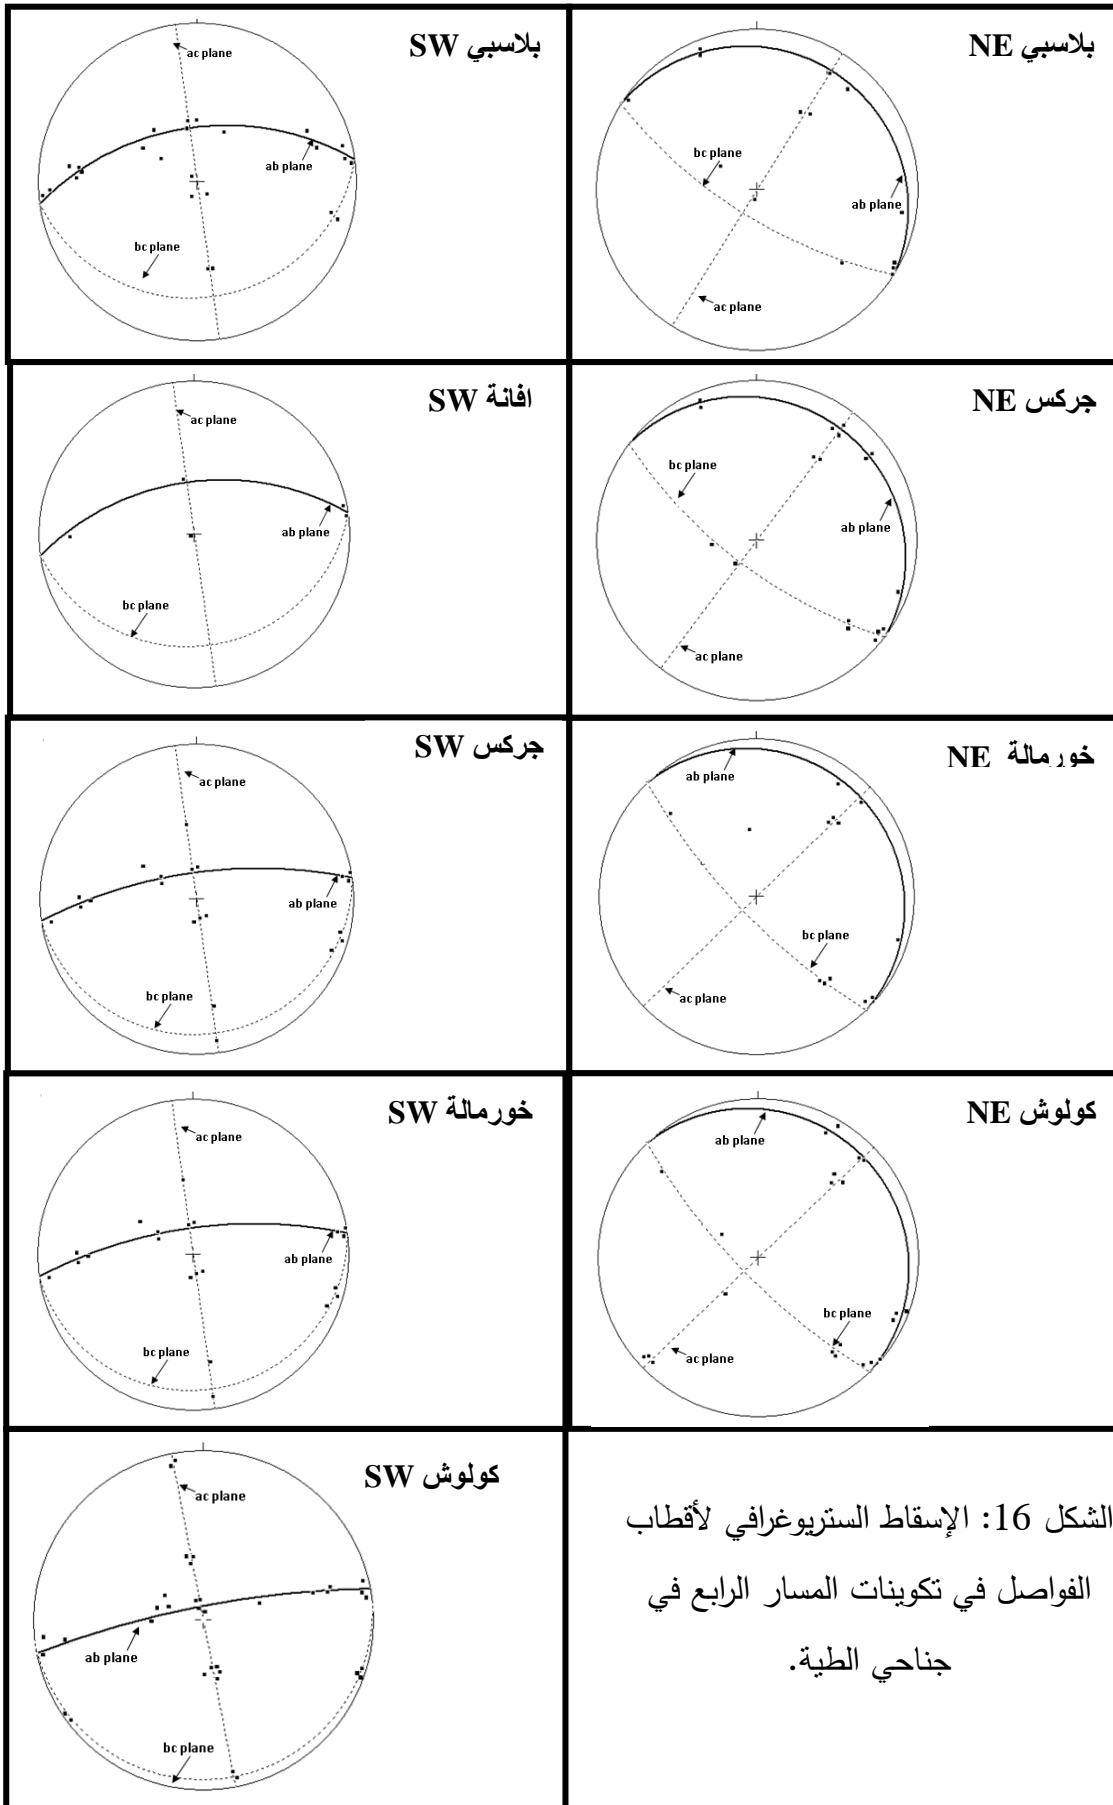 بلاسبي SW
ac plane
ab plane
bc plane
بلاسبي NE
bc plane
ab plane
ac plane
افانة SW
ac plane
ab plane
bc plane
جركس NE
bc plane
ab plane
ac plane
جركس SW
ac plane
ab plane
bc plane
خورمالة NE
ab plane
bc plane
ac plane
خورمالة SW
ac plane
ab plane
bc plane
كولوش NE
ab plane
bc plane
ac plane
كولوش SW
ac plane
ab plane
bc plane
الشكل 16: الإسقاط الستريوغرافي لأقطاب
الفواصل في تكوينات المسار الرابع في
جناحي الطية.